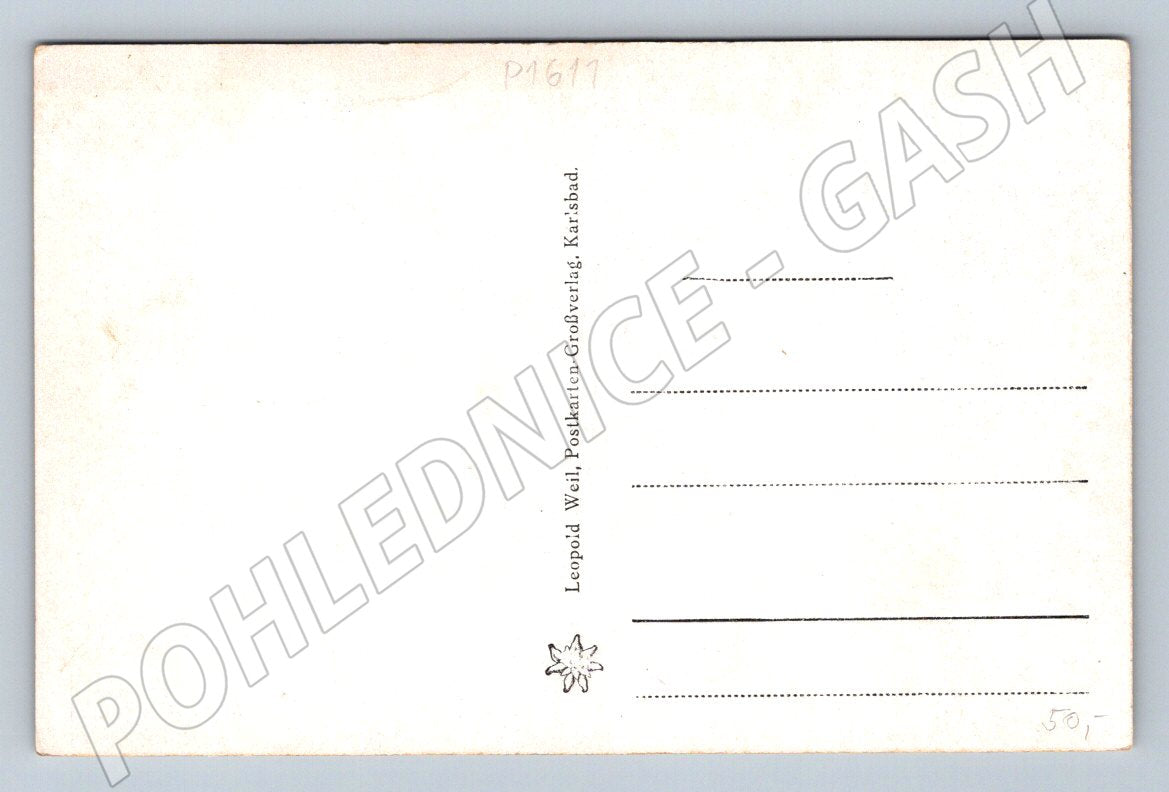 P1611
Leopold Weil, Postkarten-Großverlag, Karlsbad.
POHLEDNICE - GASH
50,-